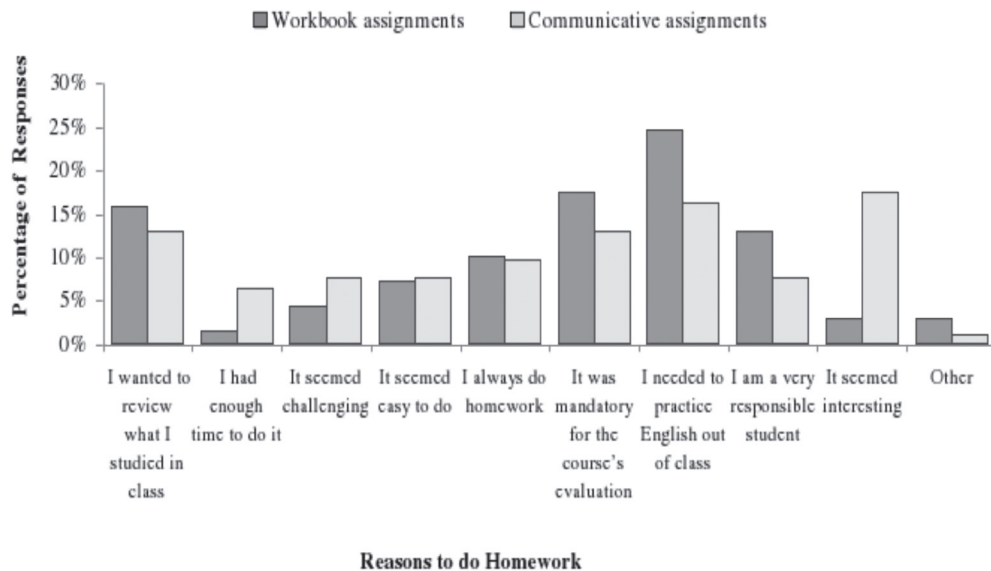 Workbook assignments
Communicative assignments
Percentage of Responses
30%
25%
20%
15%
10%
5%
0%
I wanted to
review
what I
studied in
class
I had
enough
time to do it
It seemed
challenging
It seemed
easy to do
I always do
homework
It was
mandatory
for the
course's
evaluation
I needed to
practice
English out
of class
I am a very
responsible
student
It seemed
interesting
Other
Reasons to do Homework